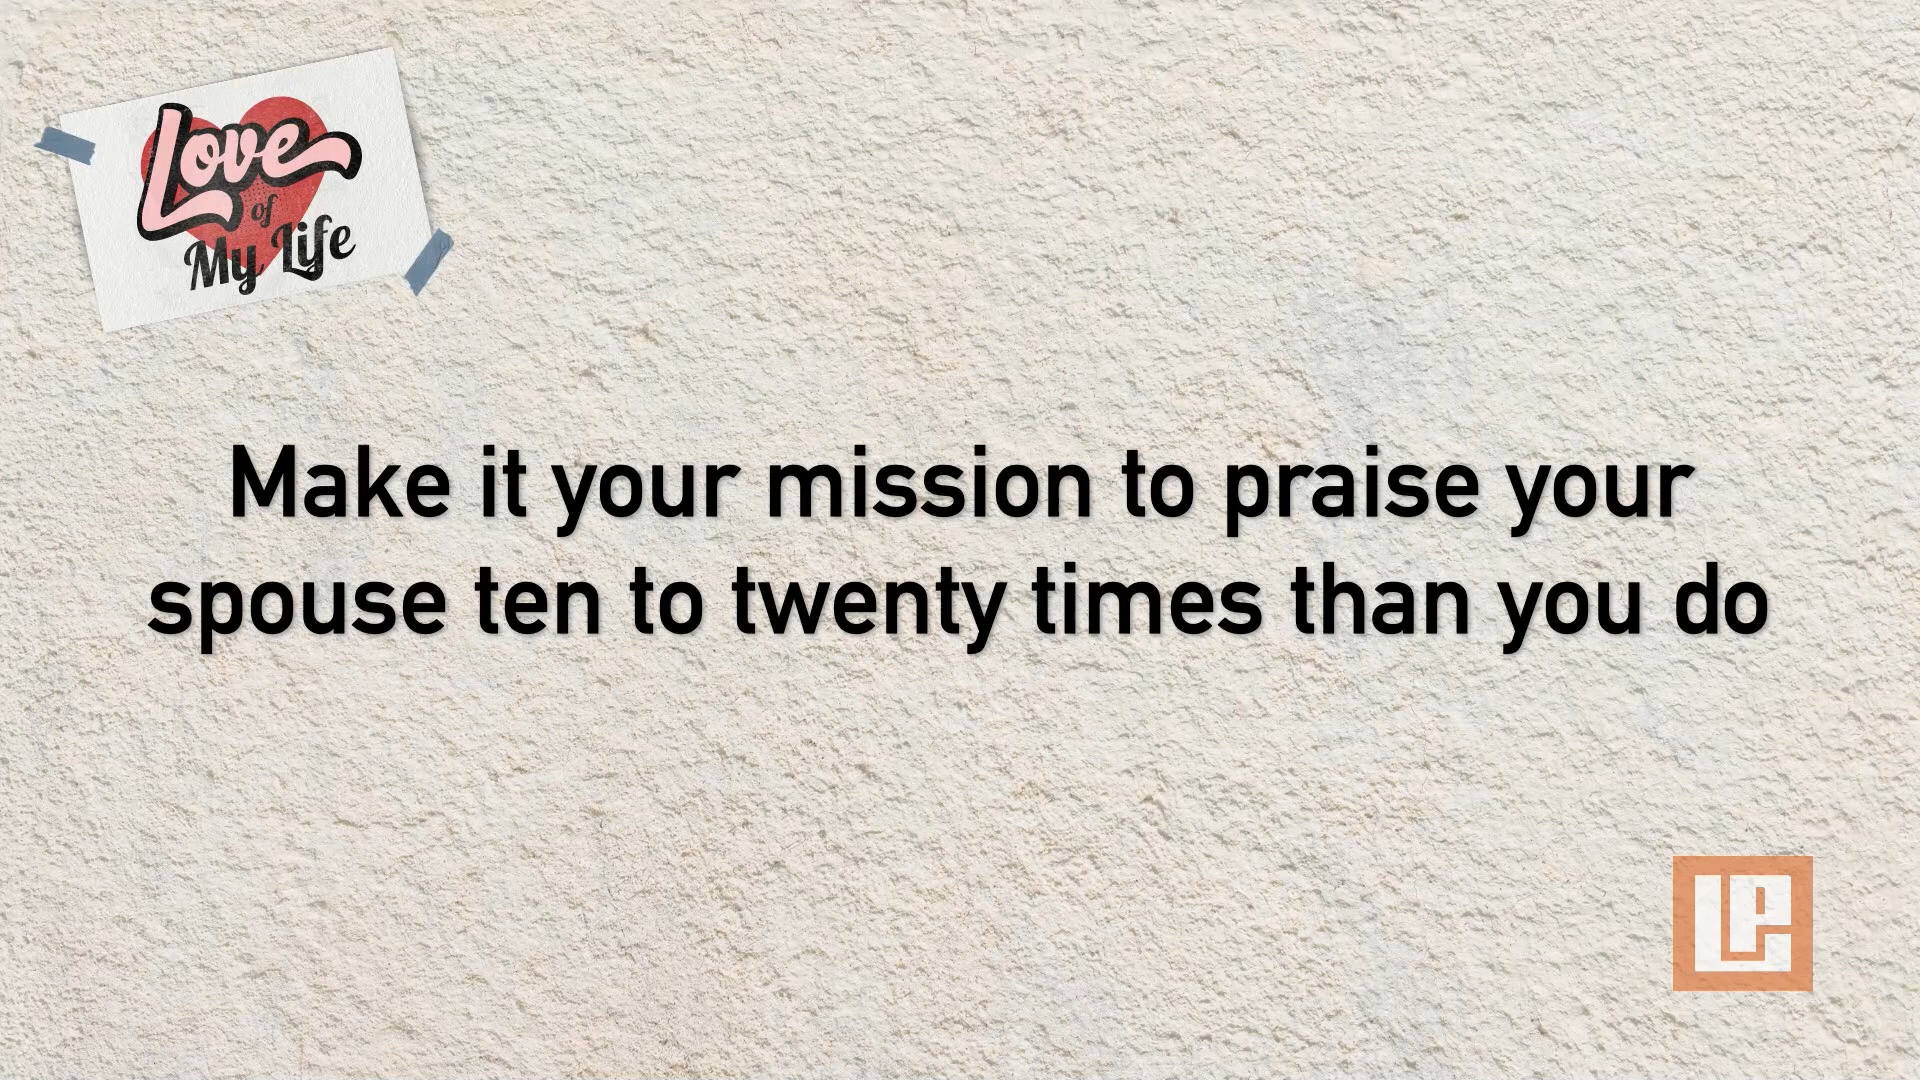 Love
of
My Life
Make it your mission to praise your
spouse ten to twenty times than you do
LP